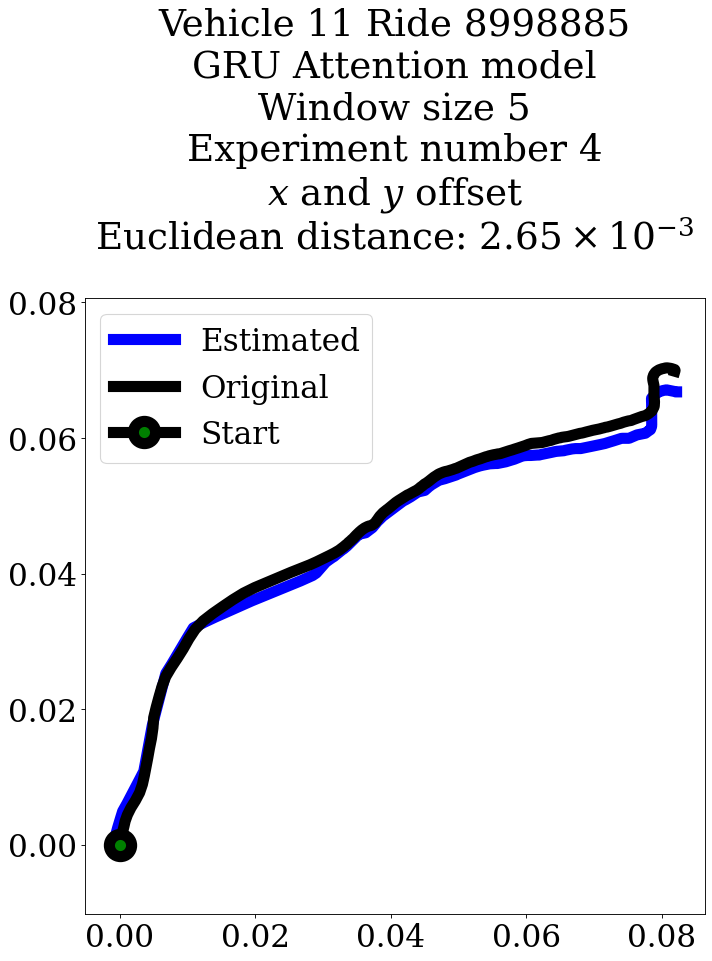 Vehicle 11 Ride 8998885
GRU Attention model
Window size 5
Experiment number 4
x and y offset
Euclidean distance: 2.65 × 10⁻³
0.08
0.06
0.04
0.02
0.00
Estimated
Original
Start
0.00 0.02 0.04 0.06 0.08